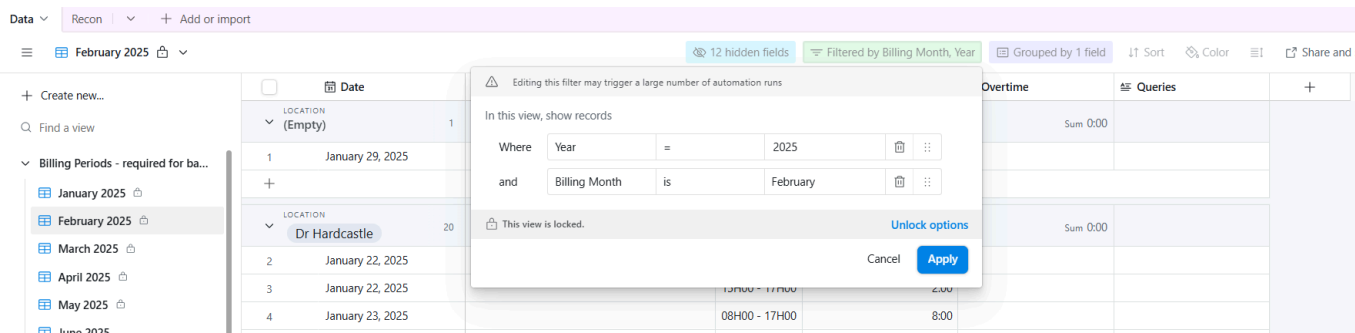 Data Recon + Add or import
February 2025 12 hidden fields Filtered by Billing Month, Year Grouped by 1 field Sort Color Share and
+ Create new...
Find a view
Billing Periods - required for ba...
January 2025
February 2025
March 2025
April 2025
May 2025
June 2025
Date Overtime Queries +
LOCATION
(Empty) 1 Sum 0:00
1 January 29, 2025
+
LOCATION
Dr Hardcastle 20 Sum 0:00
2 January 22, 2025
3 January 22, 2025 15H00 - 17H00 2:00
4 January 23, 2025 08H00 - 17H00 8:00
Editing this filter may trigger a large number of automation runs
In this view, show records
Where Year = 2025
and Billing Month is February
This view is locked. Unlock options
Cancel Apply